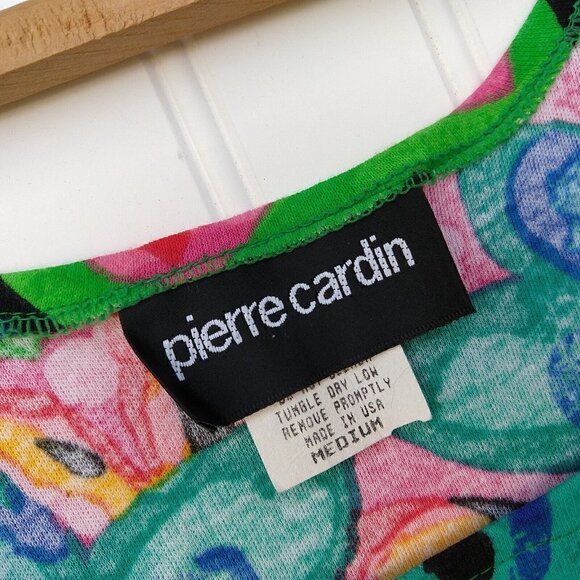 pierre cardin
TUMBLE DRY LOW
REMOVE PROMPTLY
MADE IN USA
MEDIUM